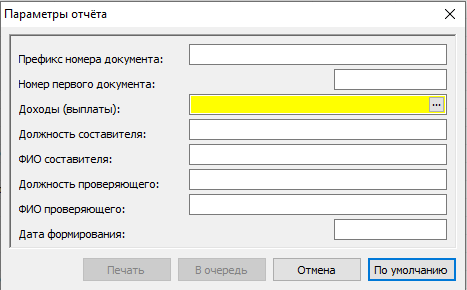 Параметры отчёта
Префикс номера документа:
Номер первого документа:
Доходы (выплаты):
...
Должность составителя:
ФИО составителя:
Должность проверяющего:
ФИО проверяющего:
Дата формирования:
Печать В очередь Отмена По умолчанию